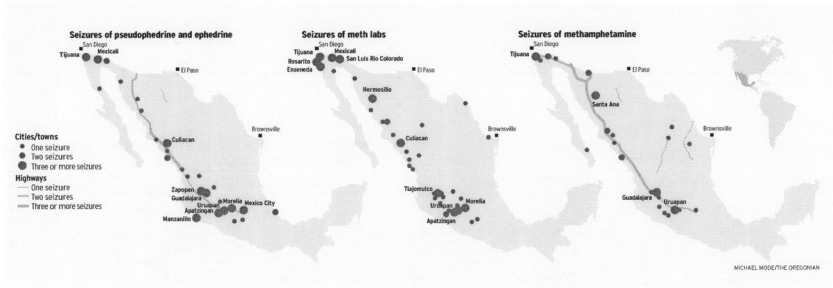 Seizures of pseudophedrine and ephedrine
San Diego
Tijuana
Mexicali
El Paso
Brownsville
Culiacan
Zapopan
Guadalajara
Uruapan
Morelia
Mexico City
Apatzingan
Manzanillo
Cities/towns
One seizure
Two seizures
Three or more seizures
Highways
One seizure
Two seizures
Three or more seizures
Seizures of meth labs
San Diego
Tijuana
Mexicali
Rosarito
San Luis Rio Colorado
Enseneda
El Paso
Hermosillo
Brownsville
Culiacan
Tlajomulco
Uruapan
Morelia
Apatzingan
Seizures of methamphetamine
San Diego
Tijuana
El Paso
Santa Ana
Brownsville
Guadalajara
Uruapan
MICHAEL MODE/THE OREGONIAN